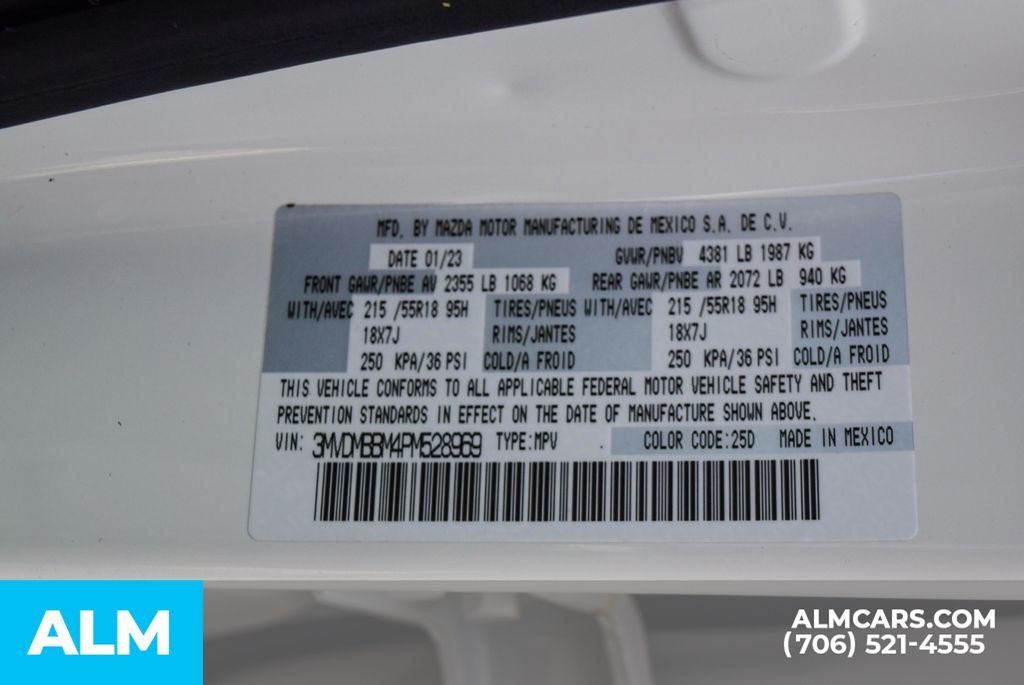 MFD. BY MAZDA MOTOR MANUFACTURING DE MEXICO S.A. DE C.V.
DATE 01/23 GVWR/PNBV 4381 LB 1987 KG
FRONT GAWR/PNBE AV 2355 LB 1068 KG REAR GAWR/PNBE AR 2072 LB 940 KG
WITH/AVEC 215 /55R18 95H TIRES/PNEUS WITH/AVEC 215 /55R18 95H TIRES/PNEUS
18X7J RIMS/JANTES 18X7J RIMS/JANTES
250 KPA/36 PSI COLD/A FROID 250 KPA/36 PSI COLD/A FROID
THIS VEHICLE CONFORMS TO ALL APPLICABLE FEDERAL MOTOR VEHICLE SAFETY AND THEFT
PREVENTION STANDARDS IN EFFECT ON THE DATE OF MANUFACTURE SHOWN ABOVE.
VIN: 3MVDMBBM4PM528969 TYPE:MPV . COLOR CODE:25D MADE IN MEXICO
ALM
ALMCARS.COM
(706) 521-4555